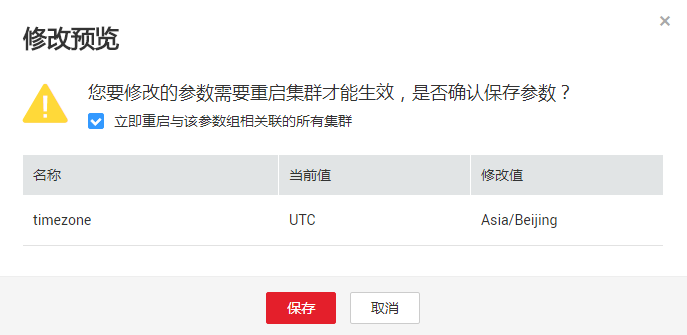 修改预览
您要修改的参数需要重启集群才能生效，是否确认保存参数？
立即重启与该参数组相关联的所有集群
名称 当前值 修改值
timezone UTC Asia/Beijing
保存 取消